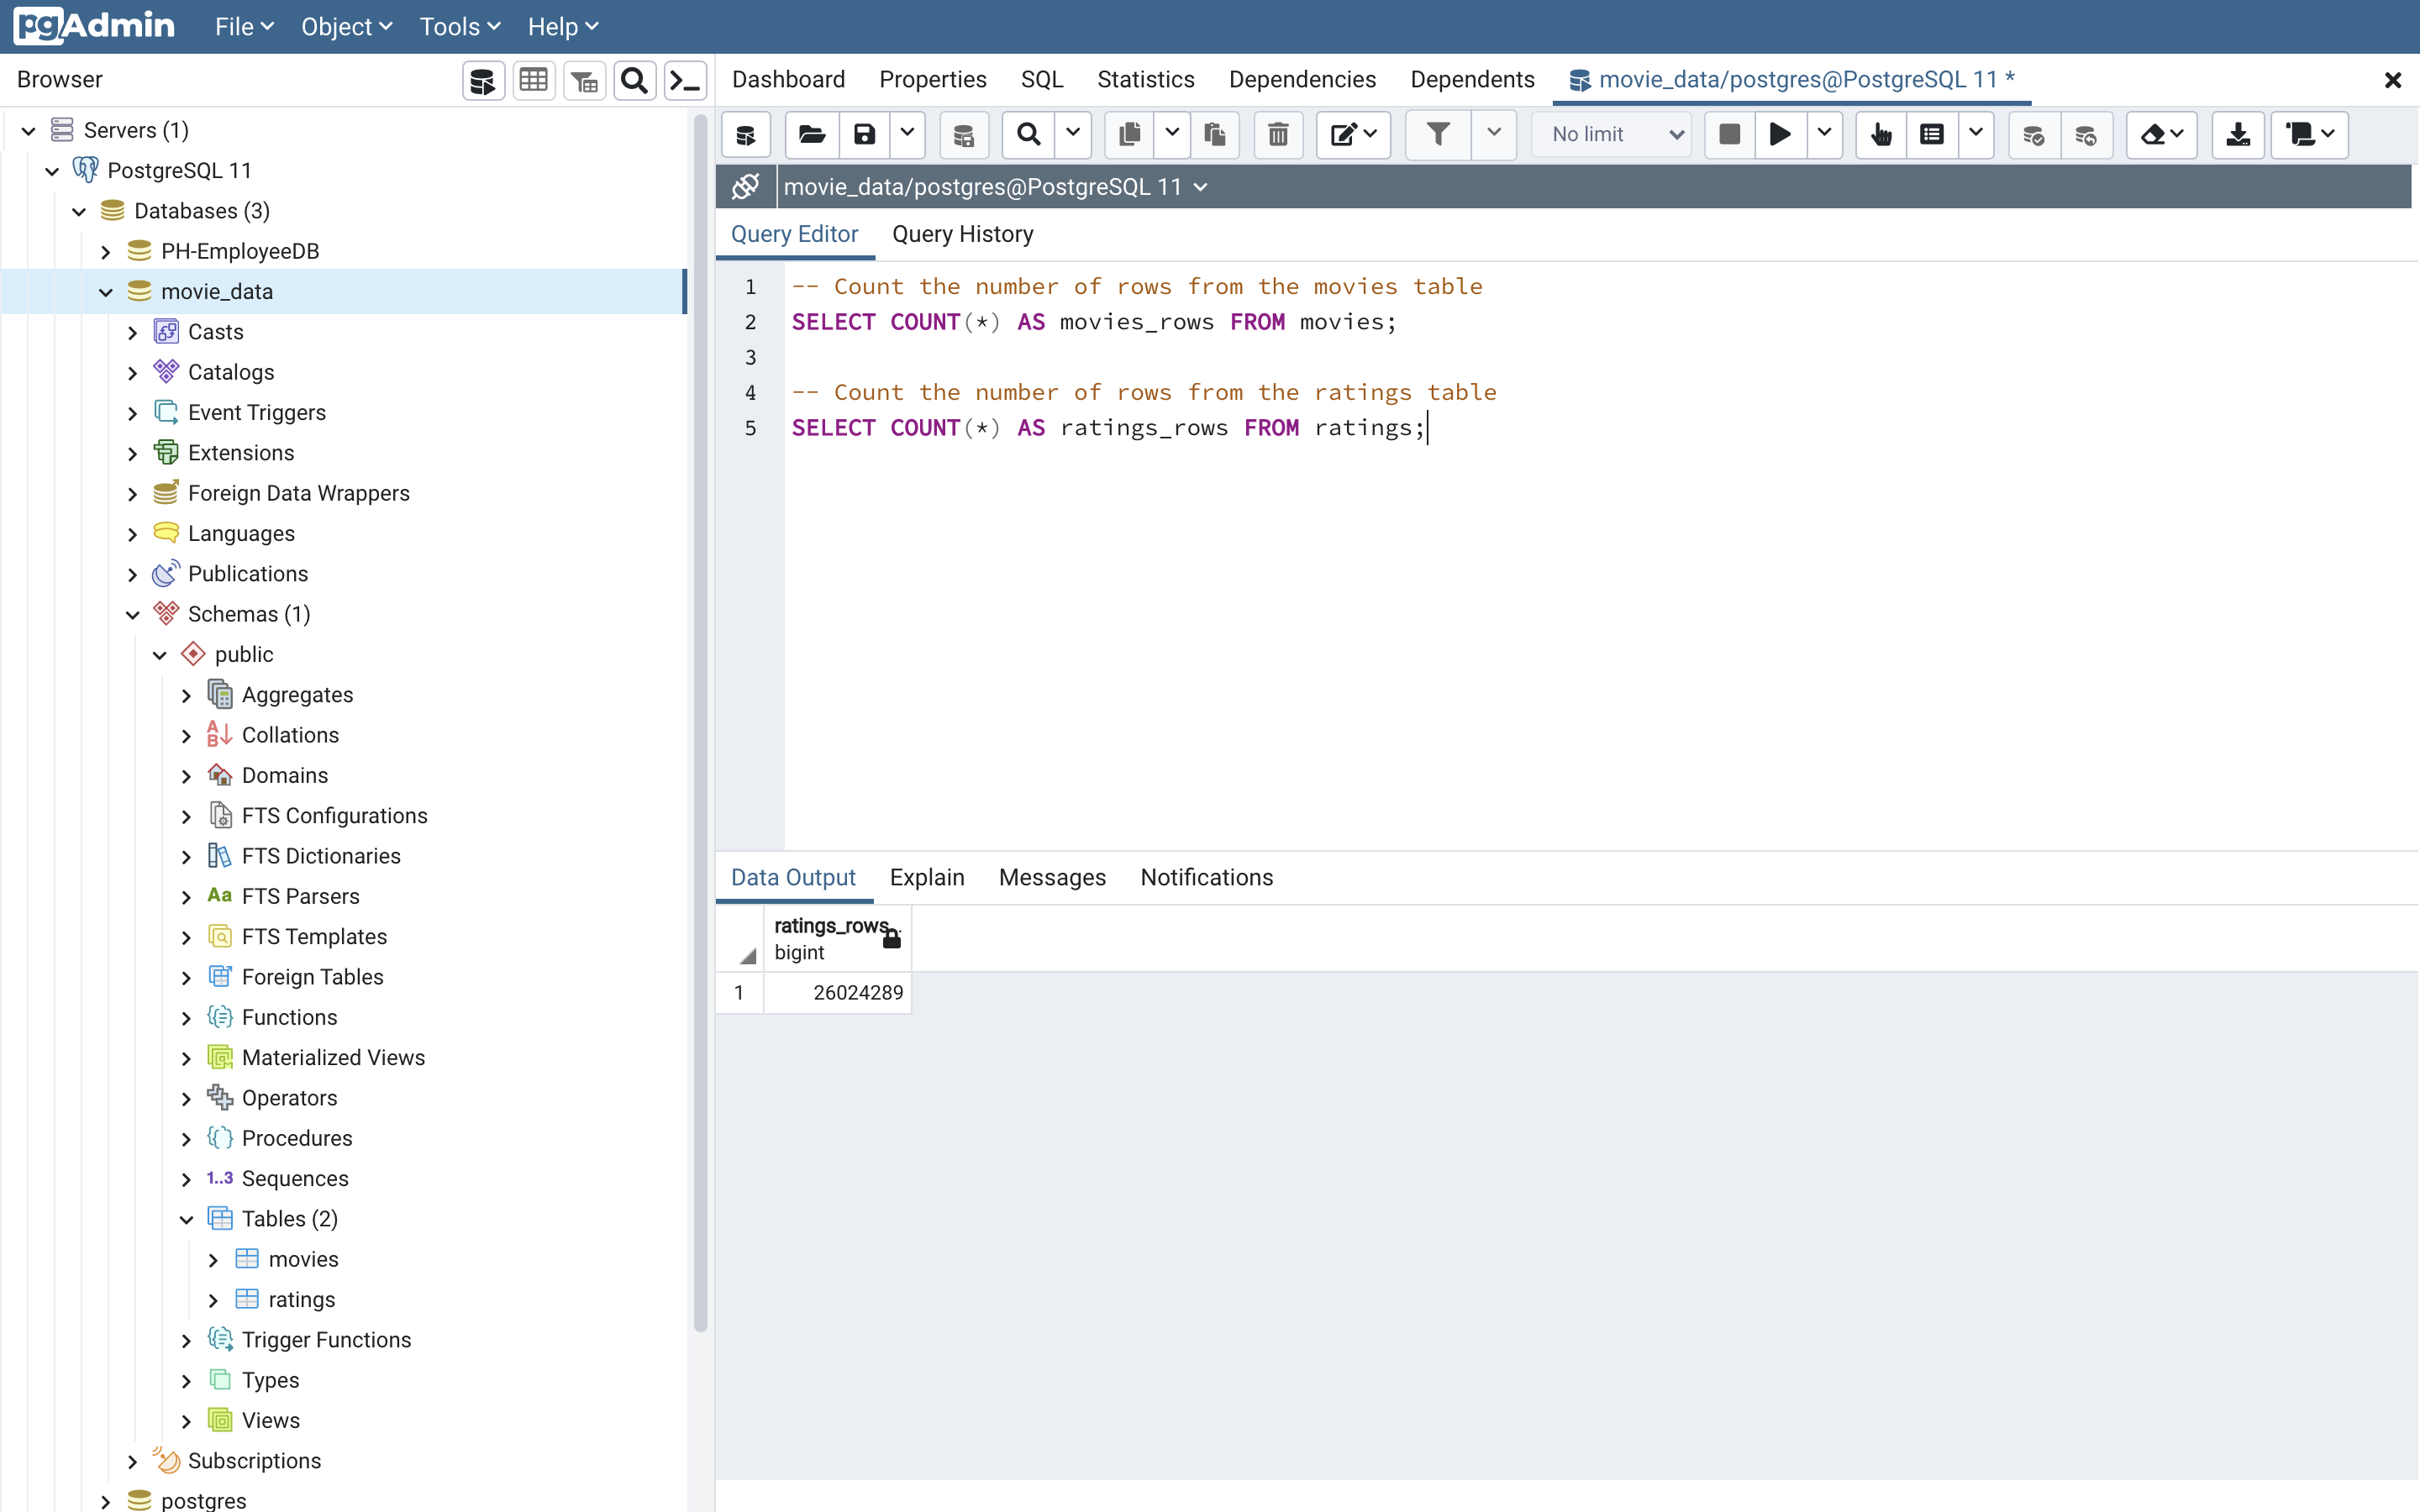 pgAdmin File Object Tools Help
Browser
Dashboard Properties SQL Statistics Dependencies Dependents movie_data/postgres@PostgreSQL 11 *
Servers (1)
PostgreSQL 11
Databases (3)
PH-EmployeeDB
movie_data
Casts
Catalogs
Event Triggers
Extensions
Foreign Data Wrappers
Languages
Publications
Schemas (1)
public
Aggregates
A
B
Collations
Domains
FTS Configurations
FTS Dictionaries
Aa FTS Parsers
FTS Templates
Foreign Tables
Functions
Materialized Views
Operators
Procedures
1..3 Sequences
Tables (2)
movies
ratings
Trigger Functions
Types
Views
Subscriptions
postgres
No limit
movie_data/postgres@PostgreSQL 11
Query Editor Query History
1 -- Count the number of rows from the movies table
2 SELECT COUNT(*) AS movies_rows FROM movies;
3
4 -- Count the number of rows from the ratings table
5 SELECT COUNT(*) AS ratings_rows FROM ratings;
Data Output Explain Messages Notifications
ratings_rows
bigint
1 26024289